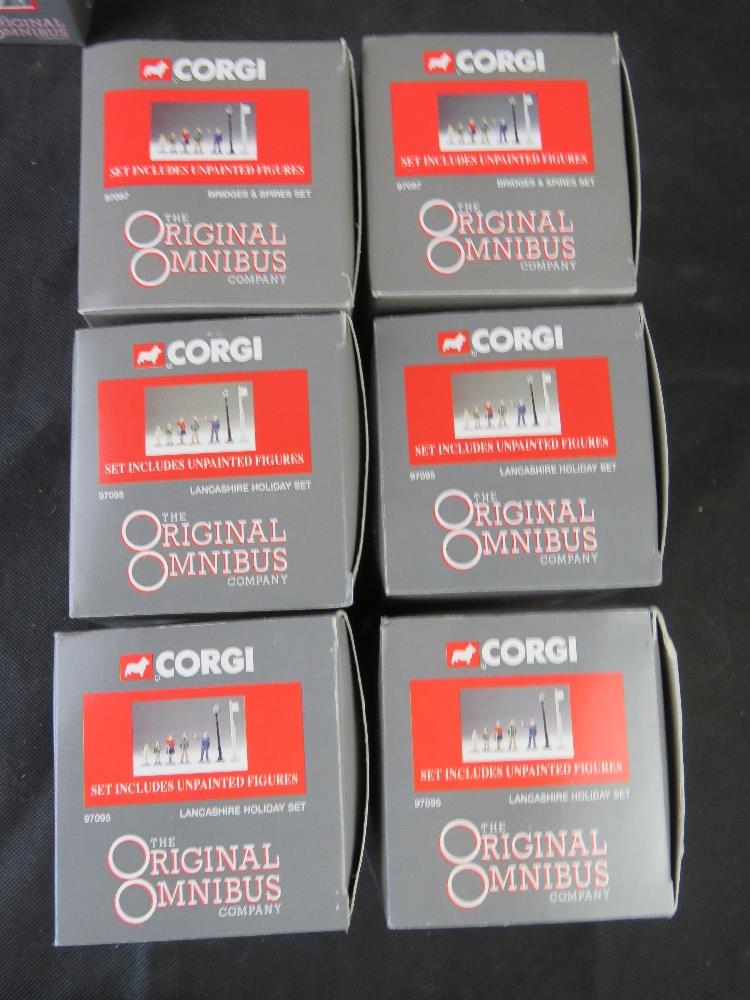 ORIGINAL
OMNIBUS
CORGI
SET INCLUDES UNPAINTED FIGURES
97097 BRIDGES & SPIRES SET
THE
ORIGINAL
OMNIBUS
COMPANY
CORGI
SET INCLUDES UNPAINTED FIGURES
97097 BRIDGES & SPIRES SET
THE
ORIGINAL
OMNIBUS
COMPANY
CORGI
SET INCLUDES UNPAINTED FIGURES
97095 LANCASHIRE HOLIDAY SET
THE
ORIGINAL
OMNIBUS
COMPANY
CORGI
SET INCLUDES UNPAINTED FIGURES
97095 LANCASHIRE HOLIDAY SET
THE
ORIGINAL
OMNIBUS
COMPANY
CORGI
SET INCLUDES UNPAINTED FIGURES
97095 LANCASHIRE HOLIDAY SET
THE
ORIGINAL
OMNIBUS
COMPANY
CORGI
SET INCLUDES UNPAINTED FIGURES
97095 LANCASHIRE HOLIDAY SET
THE
ORIGINAL
OMNIBUS
COMPANY